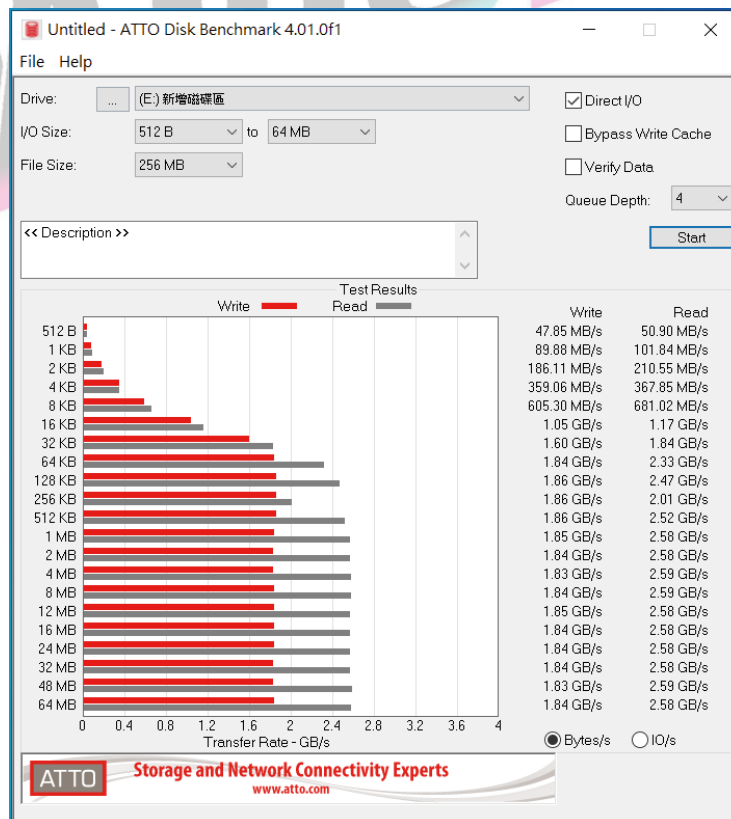 Untitled - ATTO Disk Benchmark 4.01.0f1
File Help
Drive: ... (E:) 新增磁碟區
Direct I/O
I/O Size: 512 B to 64 MB
Bypass Write Cache
File Size: 256 MB
Verify Data
Queue Depth: 4
<< Description >>
Start
Test Results
Write Read
Write Read
512 B 47.85 MB/s 50.90 MB/s
1 KB 89.88 MB/s 101.84 MB/s
2 KB 186.11 MB/s 210.55 MB/s
4 KB 359.06 MB/s 367.85 MB/s
8 KB 605.30 MB/s 681.02 MB/s
16 KB 1.05 GB/s 1.17 GB/s
32 KB 1.60 GB/s 1.84 GB/s
64 KB 1.84 GB/s 2.33 GB/s
128 KB 1.86 GB/s 2.47 GB/s
256 KB 1.86 GB/s 2.01 GB/s
512 KB 1.86 GB/s 2.52 GB/s
1 MB 1.85 GB/s 2.58 GB/s
2 MB 1.84 GB/s 2.58 GB/s
4 MB 1.83 GB/s 2.59 GB/s
8 MB 1.84 GB/s 2.59 GB/s
12 MB 1.85 GB/s 2.58 GB/s
16 MB 1.84 GB/s 2.58 GB/s
24 MB 1.84 GB/s 2.58 GB/s
32 MB 1.84 GB/s 2.58 GB/s
48 MB 1.83 GB/s 2.59 GB/s
64 MB 1.84 GB/s 2.58 GB/s
0 0.4 0.8 1.2 1.6 2 2.4 2.8 3.2 3.6 4
Transfer Rate - GB/s
Bytes/s IO/s
ATTO
Storage and Network Connectivity Experts
www.atto.com